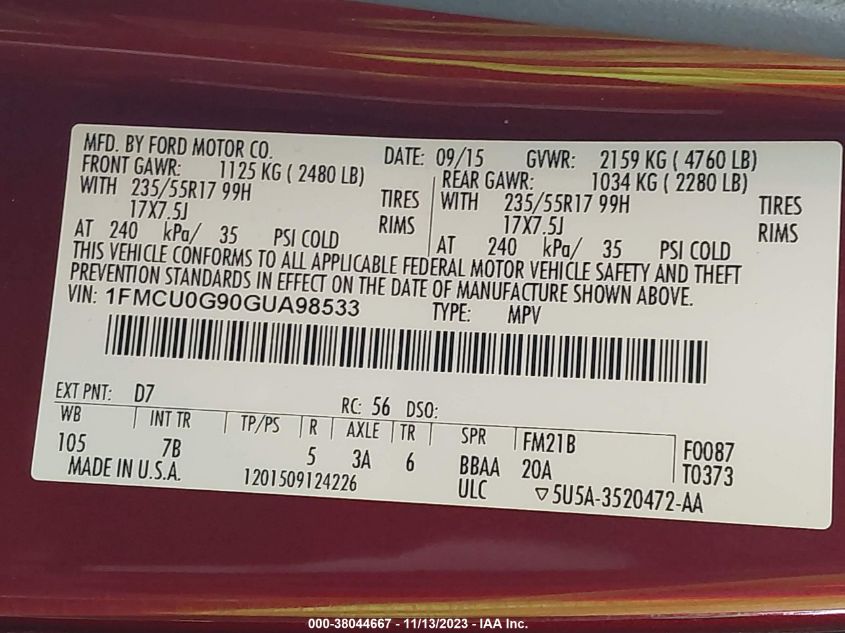 MFD. BY FORD MOTOR CO. DATE: 09/15 GVWR: 2159 KG ( 4760 LB)
FRONT GAWR: 1125 KG ( 2480 LB) REAR GAWR: 1034 KG ( 2280 LB)
WITH 235/55R17 99H TIRES WITH 235/55R17 99H TIRES
17X7.5J RIMS 17X7.5J RIMS
AT 240 kPa/ 35 PSI COLD AT 240 kPa/ 35 PSI COLD
THIS VEHICLE CONFORMS TO ALL APPLICABLE FEDERAL MOTOR VEHICLE SAFETY AND THEFT
PREVENTION STANDARDS IN EFFECT ON THE DATE OF MANUFACTURE SHOWN ABOVE.
VIN: 1FMCU0G90GUA98533 TYPE: MPV
EXT PNT: D7 RC: 56 DSO:
WB INT TR TP/PS R AXLE TR SPR FM21B F0087
105 7B 5 3A 6 BBAA 20A T0373
MADE IN U.S.A. 1201509124226 ULC ▽5U5A-3520472-AA
000-38044667 - 11/13/2023 - IAA Inc.